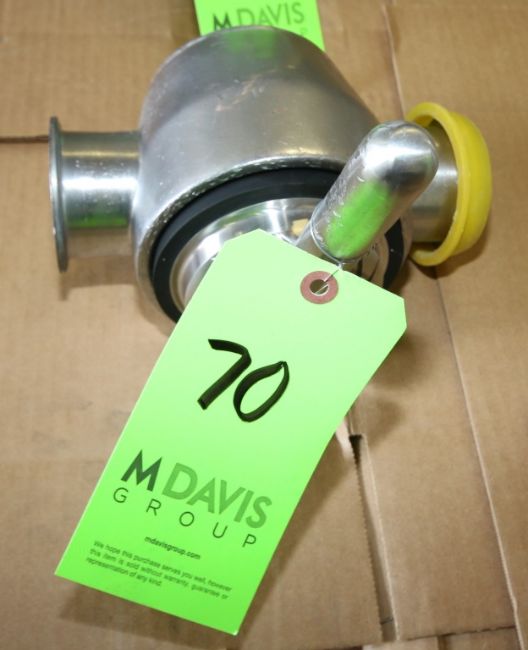 M DAVIS
GROUP
70
M DAVIS
GROUP
mdavisgroup.com
We hope this purchase serves you well, however
this item is sold without warranty, guarantee or
representation of any kind.